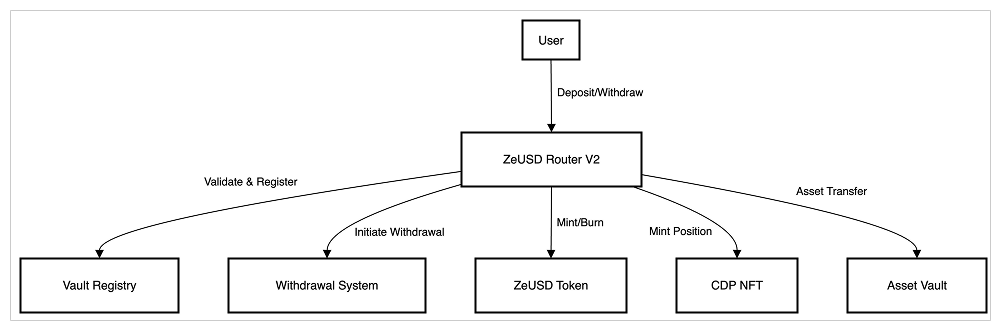 User
Deposit/Withdraw
ZeUSD Router V2
Validate & Register
Asset Transfer
Initiate Withdrawal
Mint/Burn
Mint Position
Vault Registry
Withdrawal System
ZeUSD Token
CDP NFT
Asset Vault